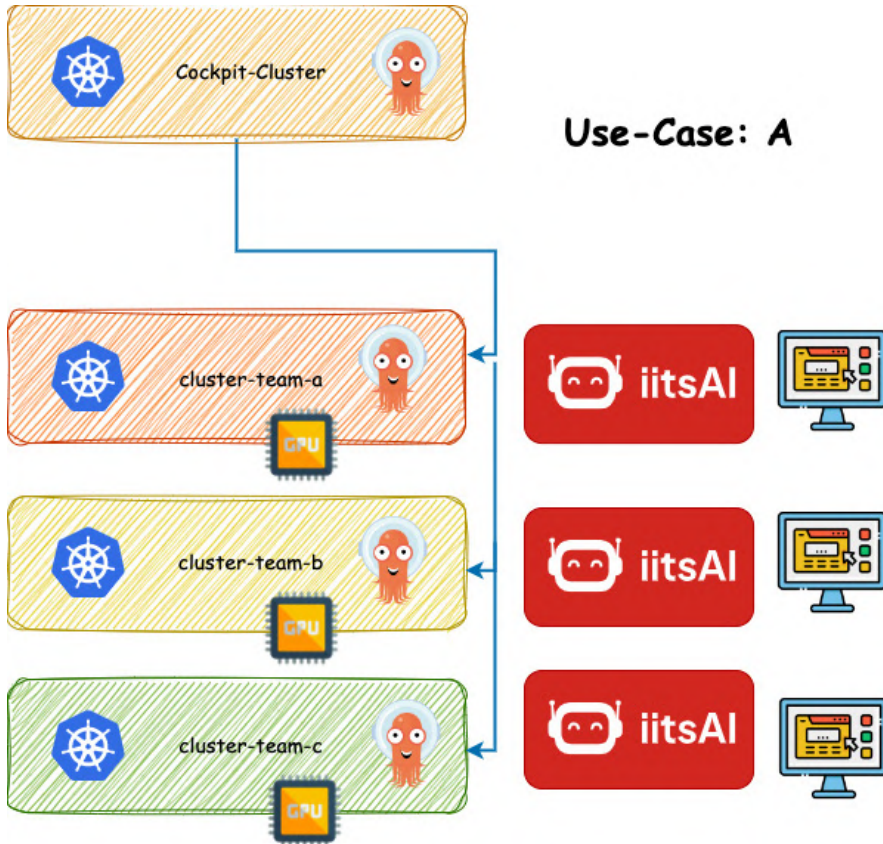 Cockpit-Cluster
Use-Case: A
cluster-team-a
GPU
iitsAI
cluster-team-b
GPU
iitsAI
cluster-team-c
GPU
iitsAI